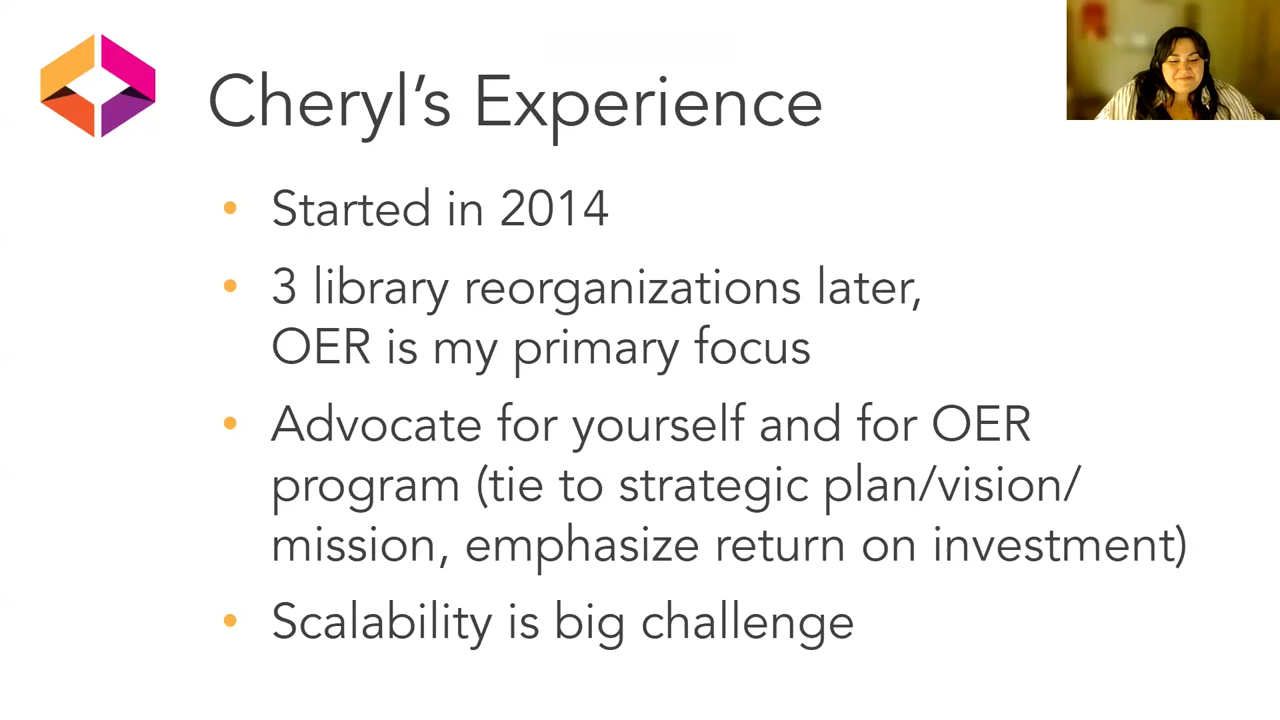 Cheryl’s Experience
• Started in 2014
• 3 library reorganizations later,
OER is my primary focus
• Advocate for yourself and for OER
program (tie to strategic plan/vision/
mission, emphasize return on investment)
• Scalability is big challenge